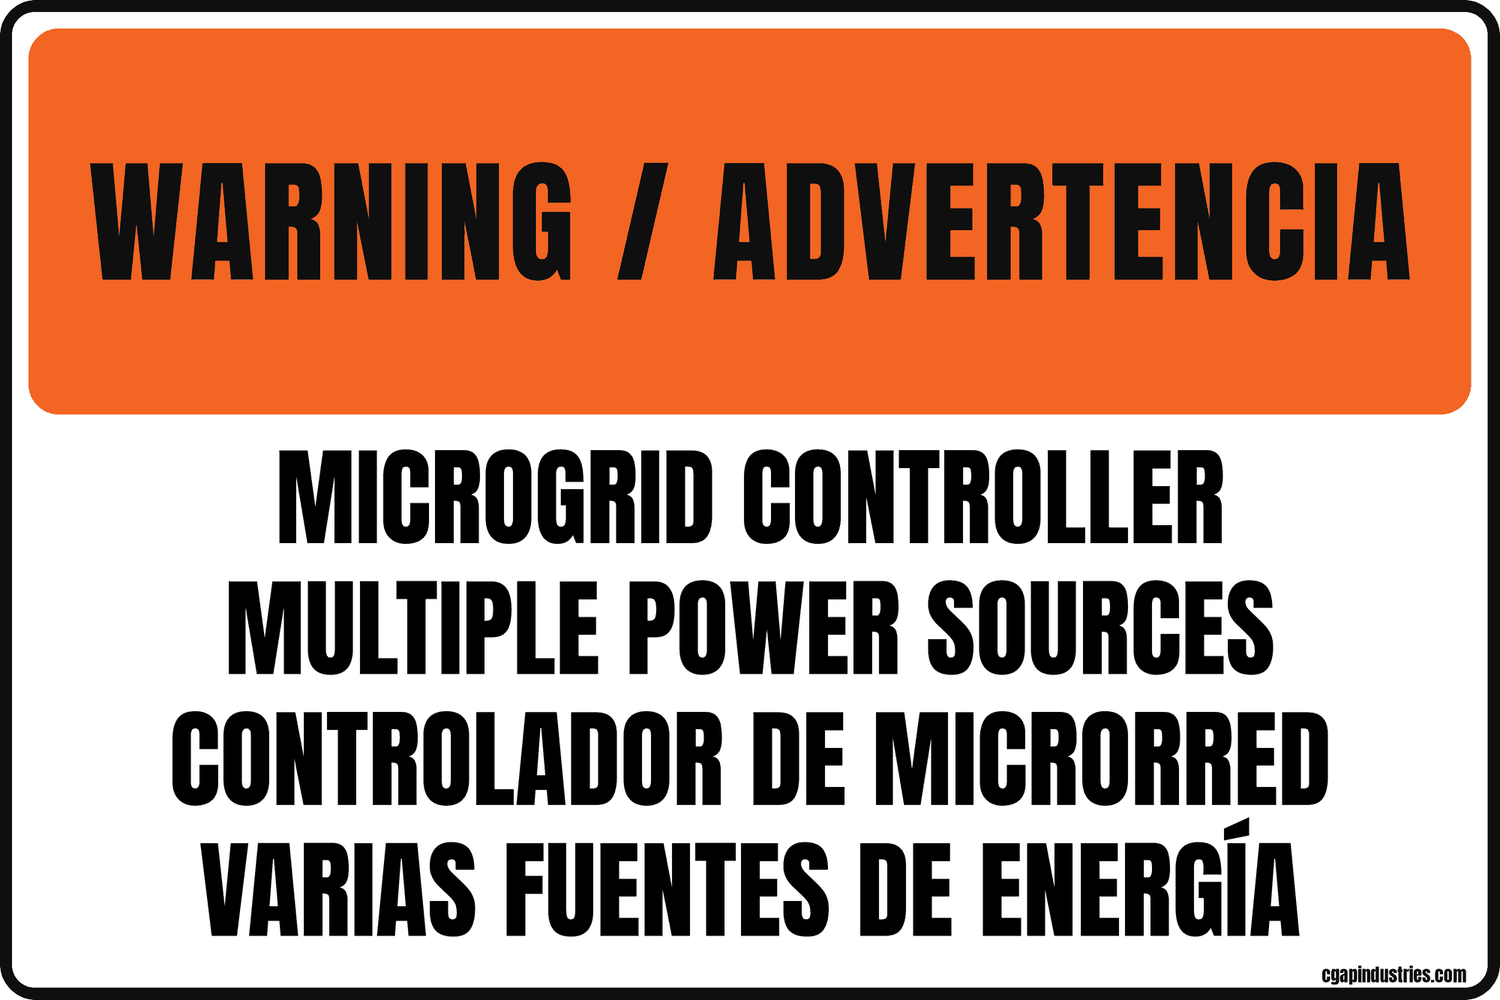 WARNING / ADVERTENCIA
MICROGRID CONTROLLER
MULTIPLE POWER SOURCES
CONTROLADOR DE MICRORRED
VARIAS FUENTES DE ENERGÍA
cgapindustries.com